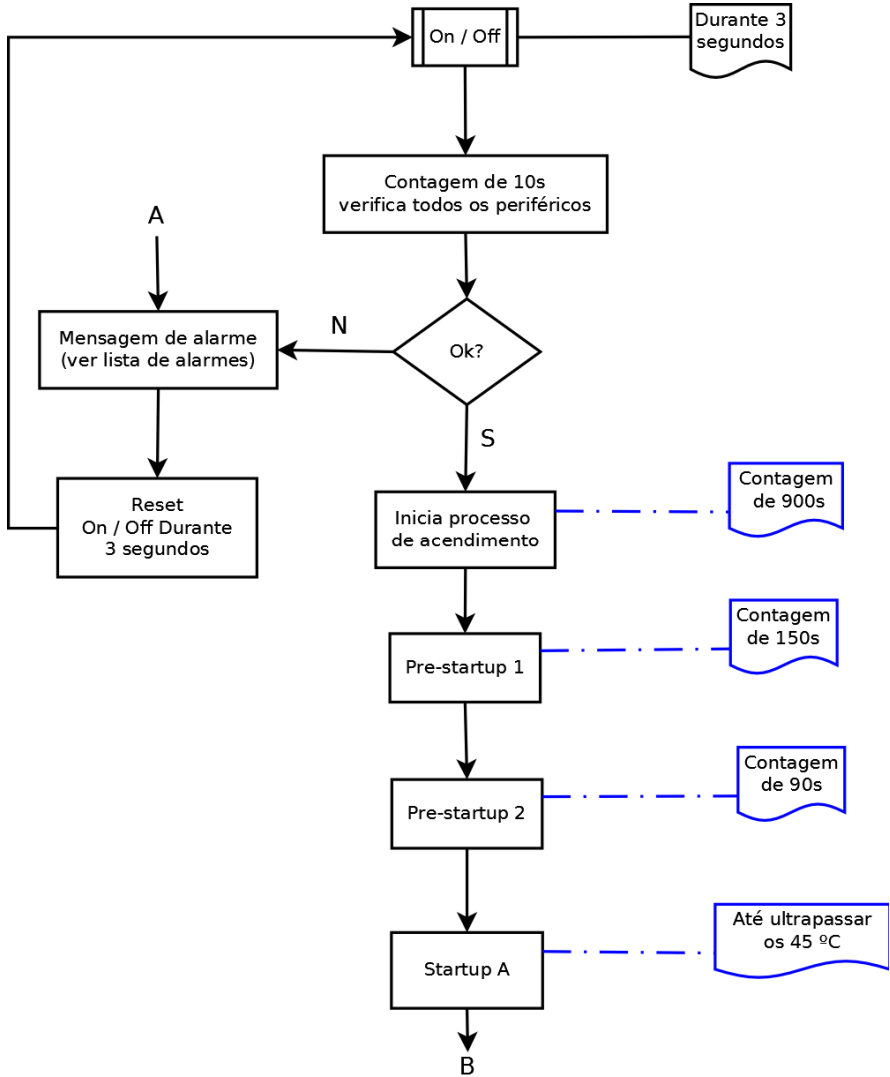 On / Off
Durante 3
segundos
Contagem de 10s
verifica todos os periféricos
A
Mensagem de alarme
(ver lista de alarmes)
N
Ok?
S
Reset
On / Off Durante
3 segundos
Inicia processo
de acendimento
Contagem
de 900s
Pre-startup 1
Contagem
de 150s
Pre-startup 2
Contagem
de 90s
Startup A
Até ultrapassar
os 45 ºC
B